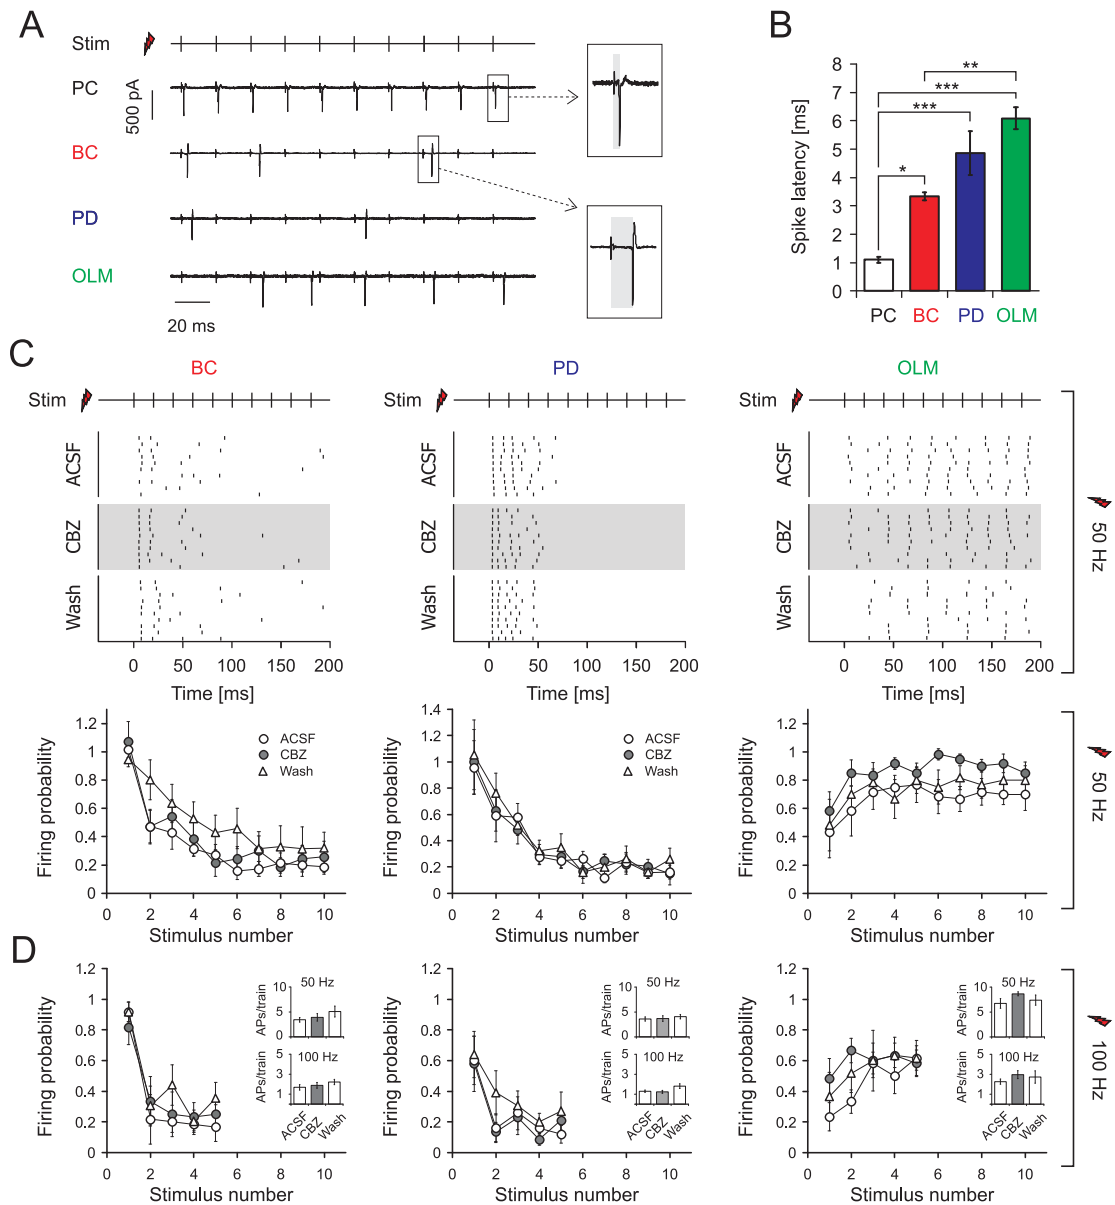 A
Stim
PC
500 pA
BC
PD
OLM
20 ms
B
Spike latency [ms]
8
7
6
5
4
3
2
1
0
**
***
***
*
PC BC PD OLM
C
BC PD OLM
Stim Stim Stim
ACSF ACSF ACSF
CBZ CBZ CBZ
Wash Wash Wash
50 Hz
0 50 100 150 200 0 50 100 150 200 0 50 100 150 200
Time [ms] Time [ms] Time [ms]
Firing probability
1.2
1
0.8
0.6
0.4
0.2
0
ACSF
CBZ
Wash
0 2 4 6 8 10
Stimulus number
Firing probability
1.4
1.2
1
0.8
0.6
0.4
0.2
0
ACSF
CBZ
Wash
0 2 4 6 8 10
Stimulus number
Firing probability
1.2
1
0.8
0.6
0.4
0.2
0
0 2 4 6 8 10
Stimulus number
50 Hz
D
Firing probability
1.2
1
0.8
0.6
0.4
0.2
0
50 Hz
APs/train
10
5
0
100 Hz
APs/train
5
3
0
ACSF CBZ Wash
0 2 4 6 8 10
Stimulus number
Firing probability
1.2
1
0.8
0.6
0.4
0.2
0
50 Hz
APs/train
10
5
0
100 Hz
APs/train
5
3
0
ACSF CBZ Wash
0 2 4 6 8 10
Stimulus number
Firing probability
1.2
1
0.8
0.6
0.4
0.2
0
50 Hz
APs/train
10
5
0
100 Hz
APs/train
5
3
0
ACSF CBZ Wash
0 2 4 6 8 10
Stimulus number
100 Hz